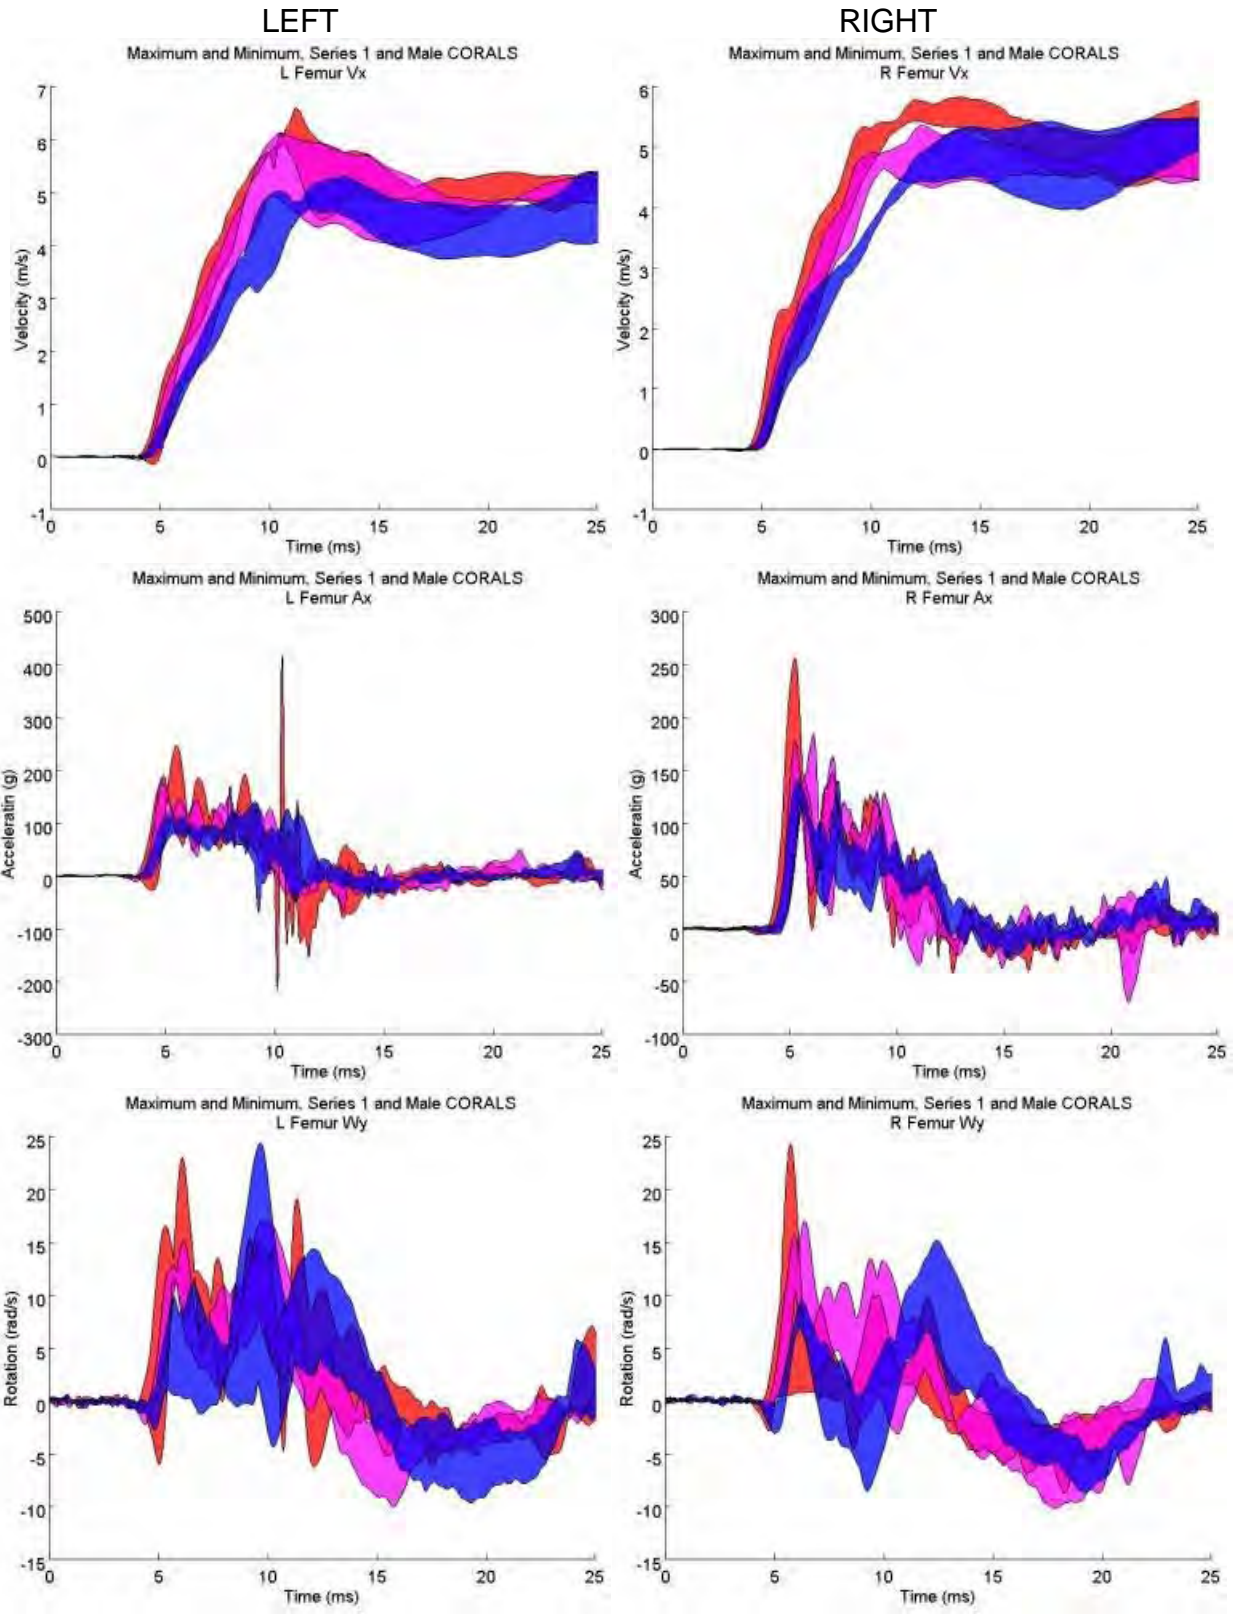 LEFT
RIGHT
Maximum and Minimum, Series 1 and Male CORALS
L Femur Vx
7
6
5
4
3
2
1
0
-1
Velocity (m/s)
0 5 10 15 20 25
Time (ms)
Maximum and Minimum, Series 1 and Male CORALS
R Femur Vx
6
5
4
3
2
1
0
-1
Velocity (m/s)
0 5 10 15 20 25
Time (ms)
Maximum and Minimum, Series 1 and Male CORALS
L Femur Ax
500
400
300
200
100
0
-100
-200
-300
Acceleratin (g)
0 5 10 15 20 25
Time (ms)
Maximum and Minimum, Series 1 and Male CORALS
R Femur Ax
300
250
200
150
100
50
0
-50
-100
Acceleratin (g)
0 5 10 15 20 25
Time (ms)
Maximum and Minimum, Series 1 and Male CORALS
L Femur Wy
25
20
15
10
5
0
-5
-10
-15
Rotation (rad/s)
0 5 10 15 20 25
Time (ms)
Maximum and Minimum, Series 1 and Male CORALS
R Femur Wy
25
20
15
10
5
0
-5
-10
-15
Rotation (rad/s)
0 5 10 15 20 25
Time (ms)